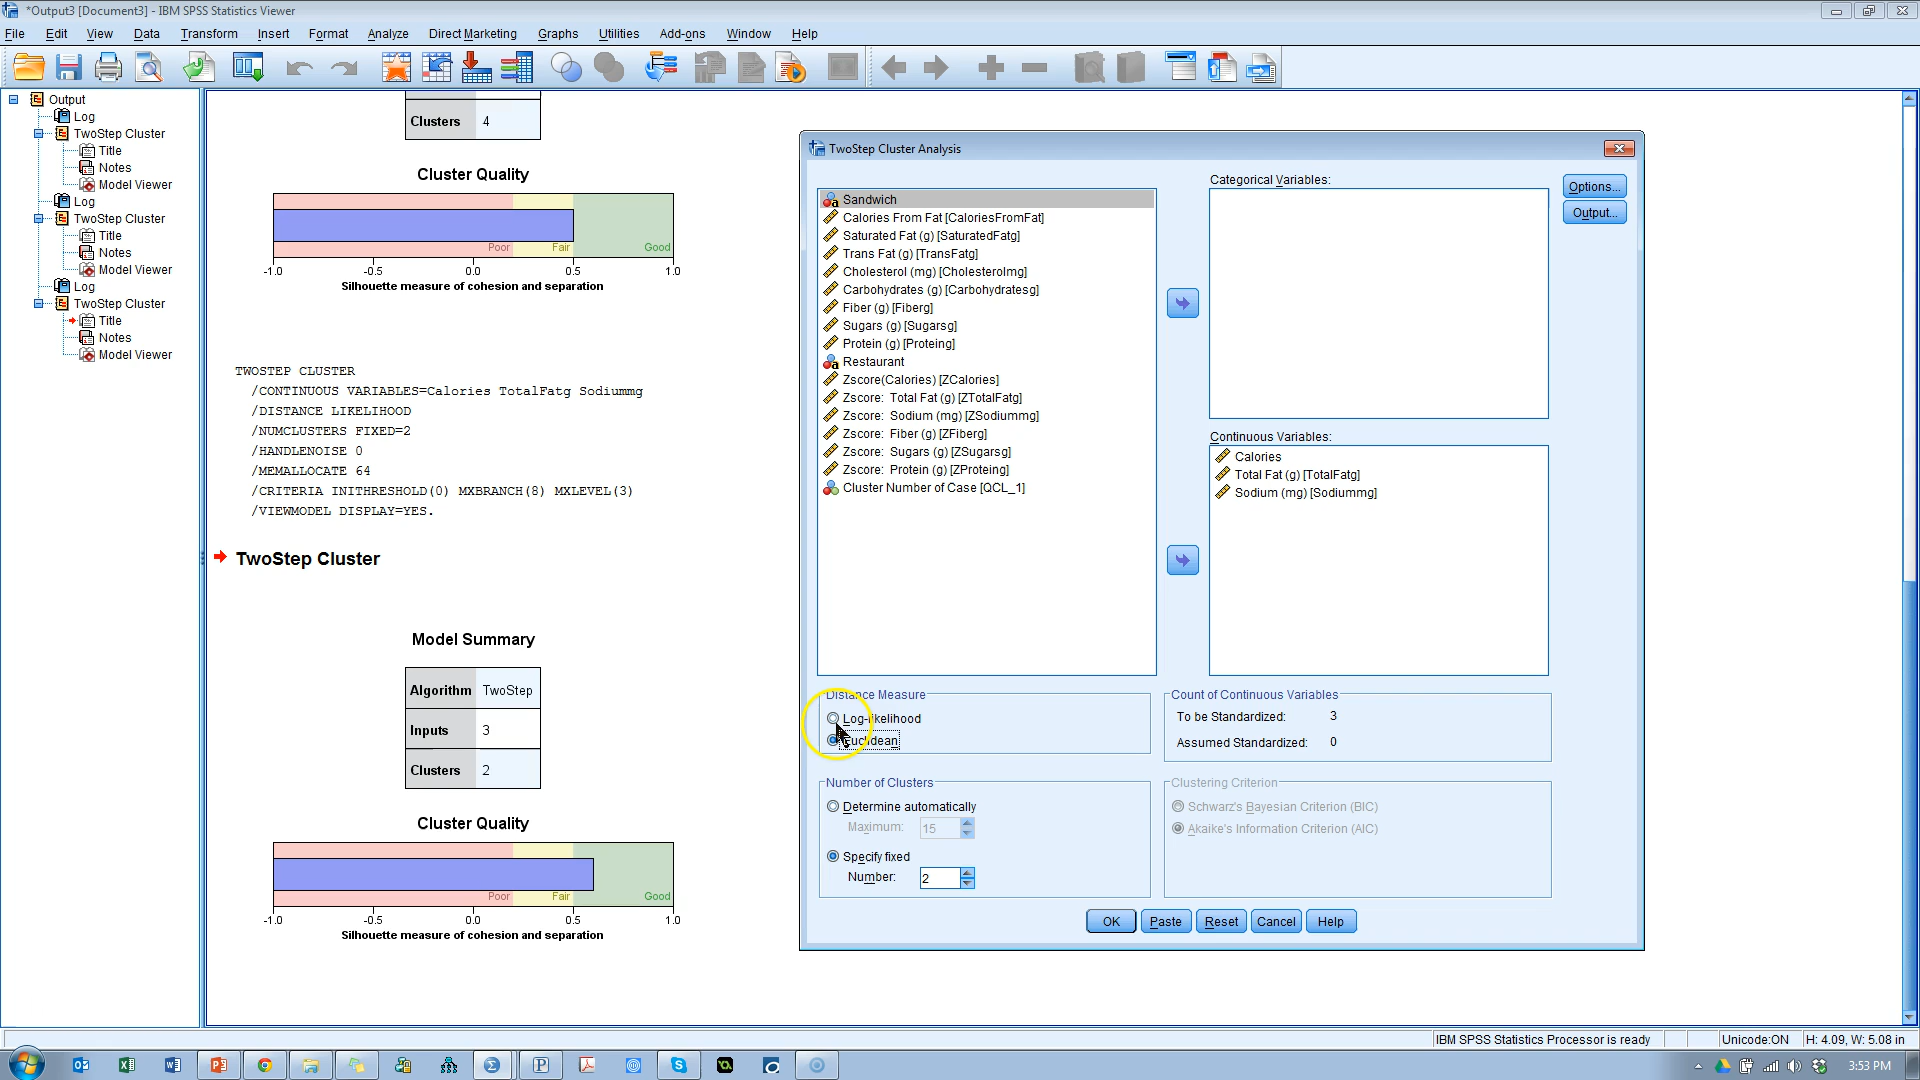 *Output3 [Document3] - IBM SPSS Statistics Viewer
File Edit View Data Transform Insert Format Analyze Direct Marketing Graphs Utilities Add-ons Window Help
Output
Log
TwoStep Cluster
Title
Notes
Model Viewer
Log
TwoStep Cluster
Title
Notes
Model Viewer
Log
TwoStep Cluster
Title
Notes
Model Viewer
Clusters 4
Cluster Quality
Poor Fair Good
-1.0 -0.5 0.0 0.5 1.0
Silhouette measure of cohesion and separation
TWOSTEP CLUSTER
/CONTINUOUS VARIABLES=Calories TotalFatg Sodiummg
/DISTANCE LIKELIHOOD
/NUMCLUSTERS FIXED=2
/HANDLENOISE 0
/MEMALLOCATE 64
/CRITERIA INITHRESHOLD(0) MXBRANCH(8) MXLEVEL(3)
/VIEWMODEL DISPLAY=YES.
TwoStep Cluster
Model Summary
Algorithm TwoStep
Inputs 3
Clusters 2
Cluster Quality
Poor Fair Good
-1.0 -0.5 0.0 0.5 1.0
Silhouette measure of cohesion and separation
TwoStep Cluster Analysis
Sandwich
Calories From Fat [CaloriesFromFat]
Saturated Fat (g) [SaturatedFatg]
Trans Fat (g) [TransFatg]
Cholesterol (mg) [Cholesterolmg]
Carbohydrates (g) [Carbohydratesg]
Fiber (g) [Fiberg]
Sugars (g) [Sugarsg]
Protein (g) [Proteing]
Restaurant
Zscore(Calories) [ZCalories]
Zscore: Total Fat (g) [ZTotalFatg]
Zscore: Sodium (mg) [ZSodiummg]
Zscore: Fiber (g) [ZFiberg]
Zscore: Sugars (g) [ZSugarsg]
Zscore: Protein (g) [ZProteing]
Cluster Number of Case [QCL_1]
Categorical Variables:
Continuous Variables:
Calories
Total Fat (g) [TotalFatg]
Sodium (mg) [Sodiummg]
Options...
Output...
Distance Measure
Log-likelihood
Euclidean
Count of Continuous Variables
To be Standardized: 3
Assumed Standardized: 0
Number of Clusters
Determine automatically
Maximum: 15
Specify fixed
Number: 2
Clustering Criterion
Schwarz's Bayesian Criterion (BIC)
Akaike's Information Criterion (AIC)
OK Paste Reset Cancel Help
IBM SPSS Statistics Processor is ready Unicode:ON H: 4.09, W: 5.08 in
3:53 PM